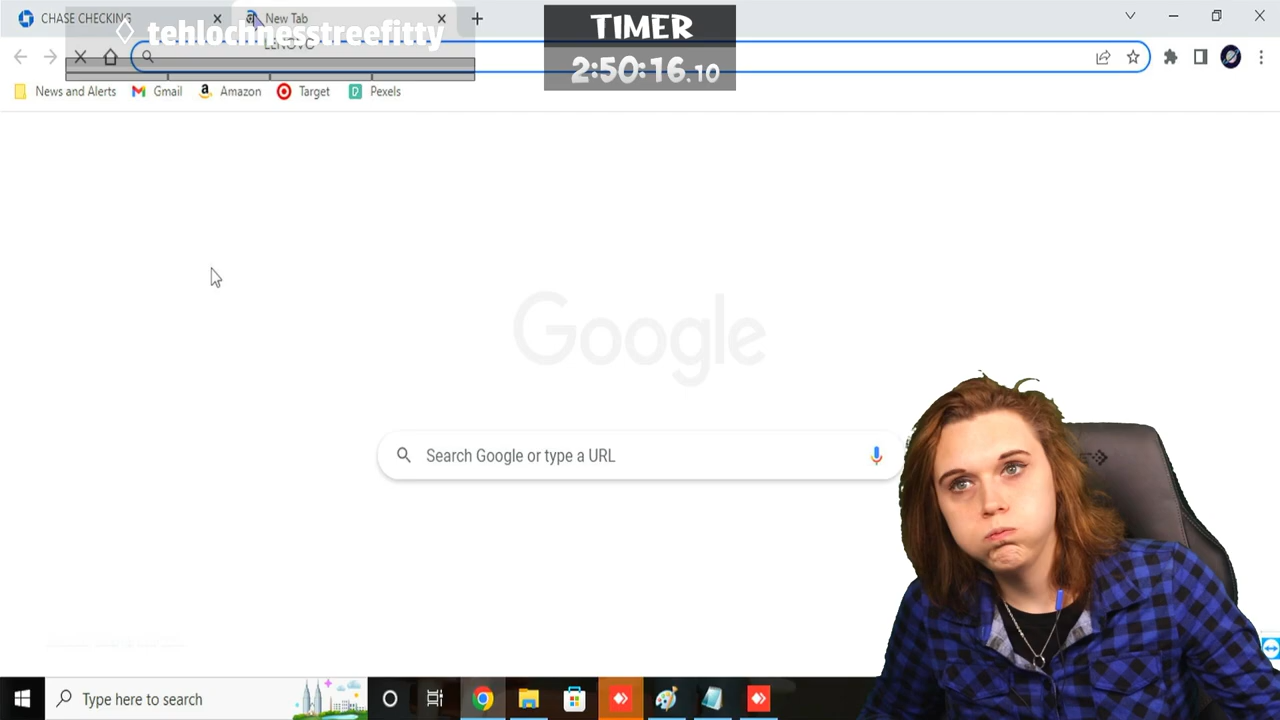 CHASE CHECKING
New Tab
tehlochnesstreefitty
LENOVO
TIMER
2:50:16.10
News and Alerts
Gmail
Amazon
Target
Pexels
Google
Search Google or type a URL
Type here to search